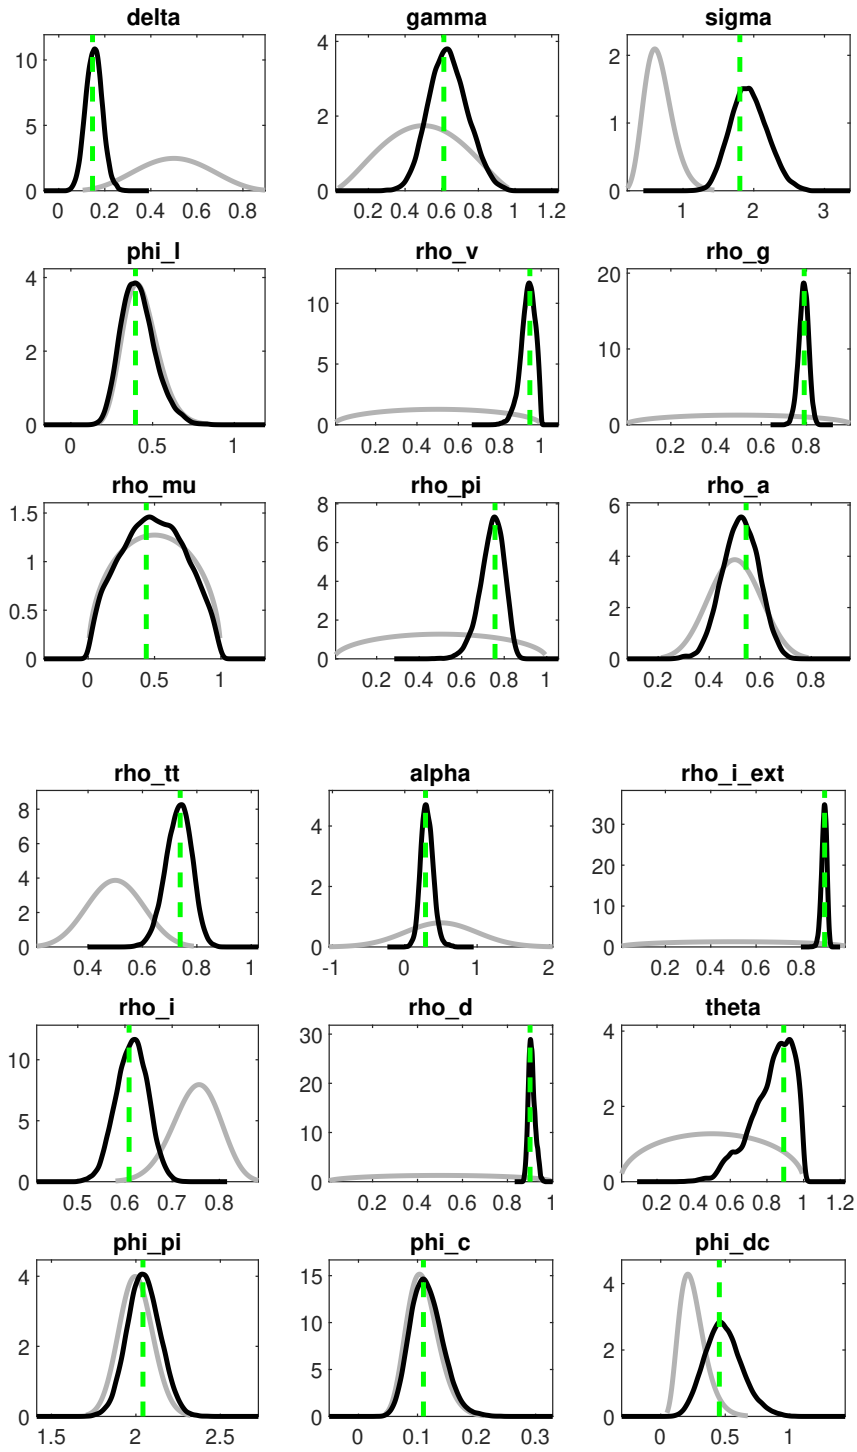 delta gamma sigma
10
5
0
0 0.2 0.4 0.6 0.8
4
2
0
0.2 0.4 0.6 0.8 1 1.2
2
1
0
1 2 3
phi_l rho_v rho_g
4
2
0
0 0.5 1
10
5
0
0.2 0.4 0.6 0.8 1
20
10
0
0.2 0.4 0.6 0.8
rho_mu rho_pi rho_a
1.5
1
0.5
0
0 0.5 1
8
6
4
2
0
0.2 0.4 0.6 0.8 1
6
4
2
0
0.2 0.4 0.6 0.8
rho_tt alpha rho_i_ext
8
6
4
2
0
0.4 0.6 0.8 1
4
2
0
-1 0 1 2
30
20
10
0
0.2 0.4 0.6 0.8
rho_i rho_d theta
10
5
0
0.5 0.6 0.7 0.8
30
20
10
0
0.2 0.4 0.6 0.8 1
4
2
0
0.2 0.4 0.6 0.8 1 1.2
phi_pi phi_c phi_dc
4
2
0
1.5 2 2.5
15
10
5
0
0 0.1 0.2 0.3
4
2
0
0 0.5 1